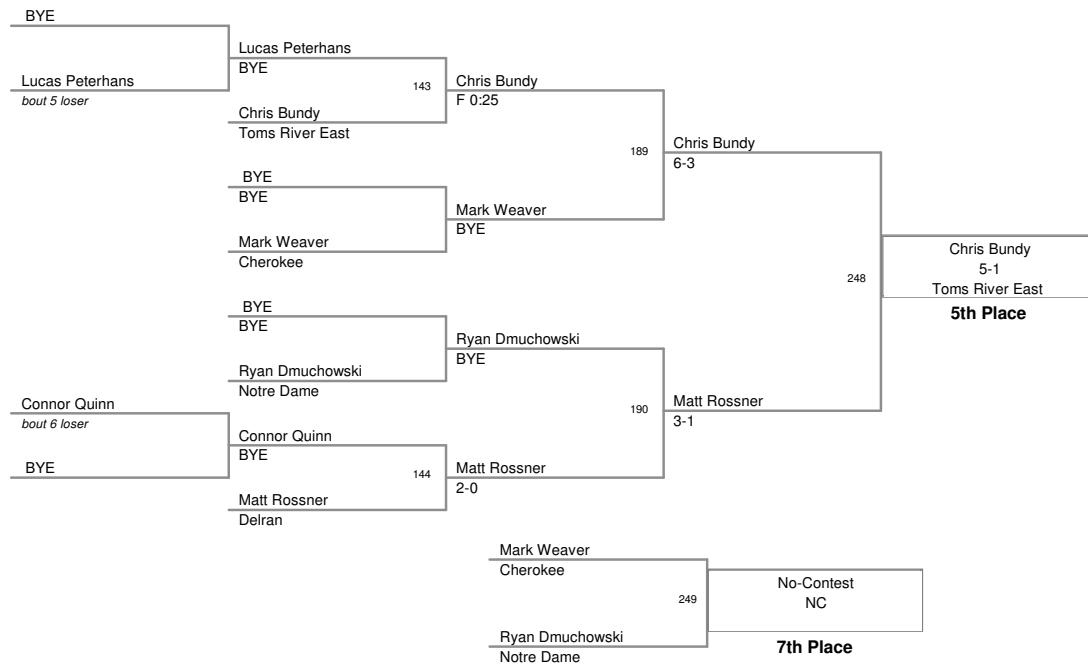 BYE
Lucas Peterhans
bout 5 loser
Lucas Peterhans
BYE
143
Chris Bundy
Toms River East
Chris Bundy
F 0:25
BYE
BYE
Mark Weaver
Cherokee
Mark Weaver
BYE
189
Chris Bundy
6-3
BYE
BYE
Ryan Dmuchowski
Notre Dame
Ryan Dmuchowski
BYE
Connor Quinn
bout 6 loser
BYE
Connor Quinn
BYE
144
Matt Rossner
Delran
Matt Rossner
2-0
190
Matt Rossner
3-1
248
Chris Bundy
5-1
Toms River East
5th Place
Mark Weaver
Cherokee
249
Ryan Dmuchowski
Notre Dame
No-Contest
NC
7th Place